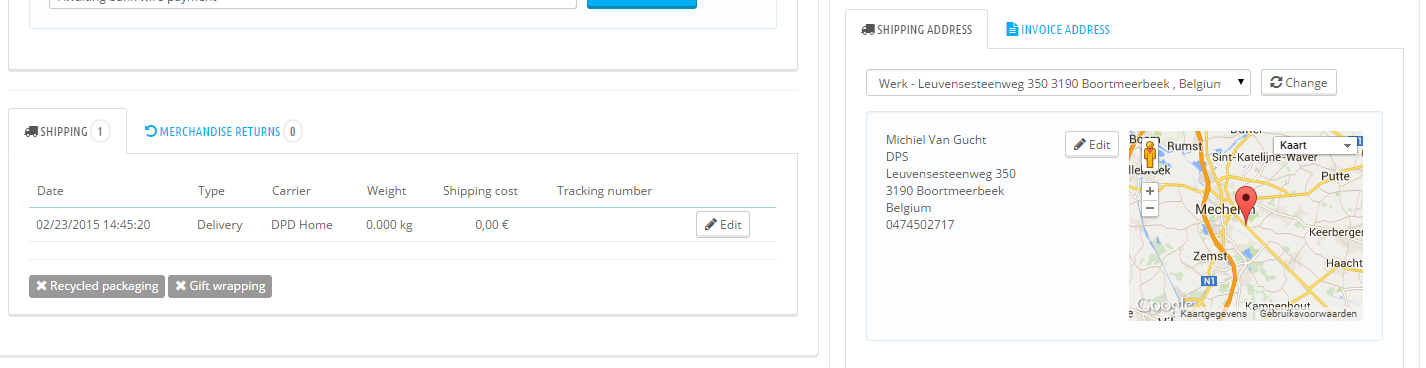 SHIPPING 1
MERCHANDISE RETURNS 0
Date Type Carrier Weight Shipping cost Tracking number
02/23/2015 14:45:20 Delivery DPD Home 0.000 kg 0,00 € Edit
Recycled packaging Gift wrapping
SHIPPING ADDRESS
INVOICE ADDRESS
Werk - Leuvensesteenweg 350 3190 Boortmeerbeek , Belgium
Change
Michiel Van Gucht
DPS
Leuvensesteenweg 350
3190 Boortmeerbeek
Belgium
0474502717
Edit
Kaart
Rumst
Sint-Katelijne-Waver
Putte
Mechelen
Keerbergen
Zemst
Haacht
N1
Kampenhout
Google
Kaartgegevens Gebruiksvoorwaarden